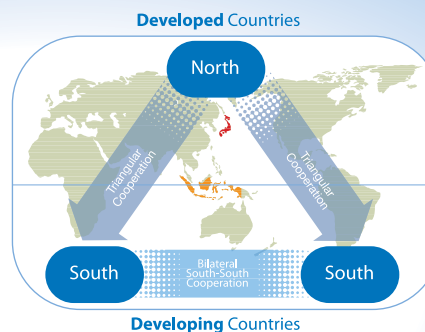 Developed Countries
North
Triangular
Cooperation
Triangular
Cooperation
South
Bilateral
South-South
Cooperation
South
Developing Countries